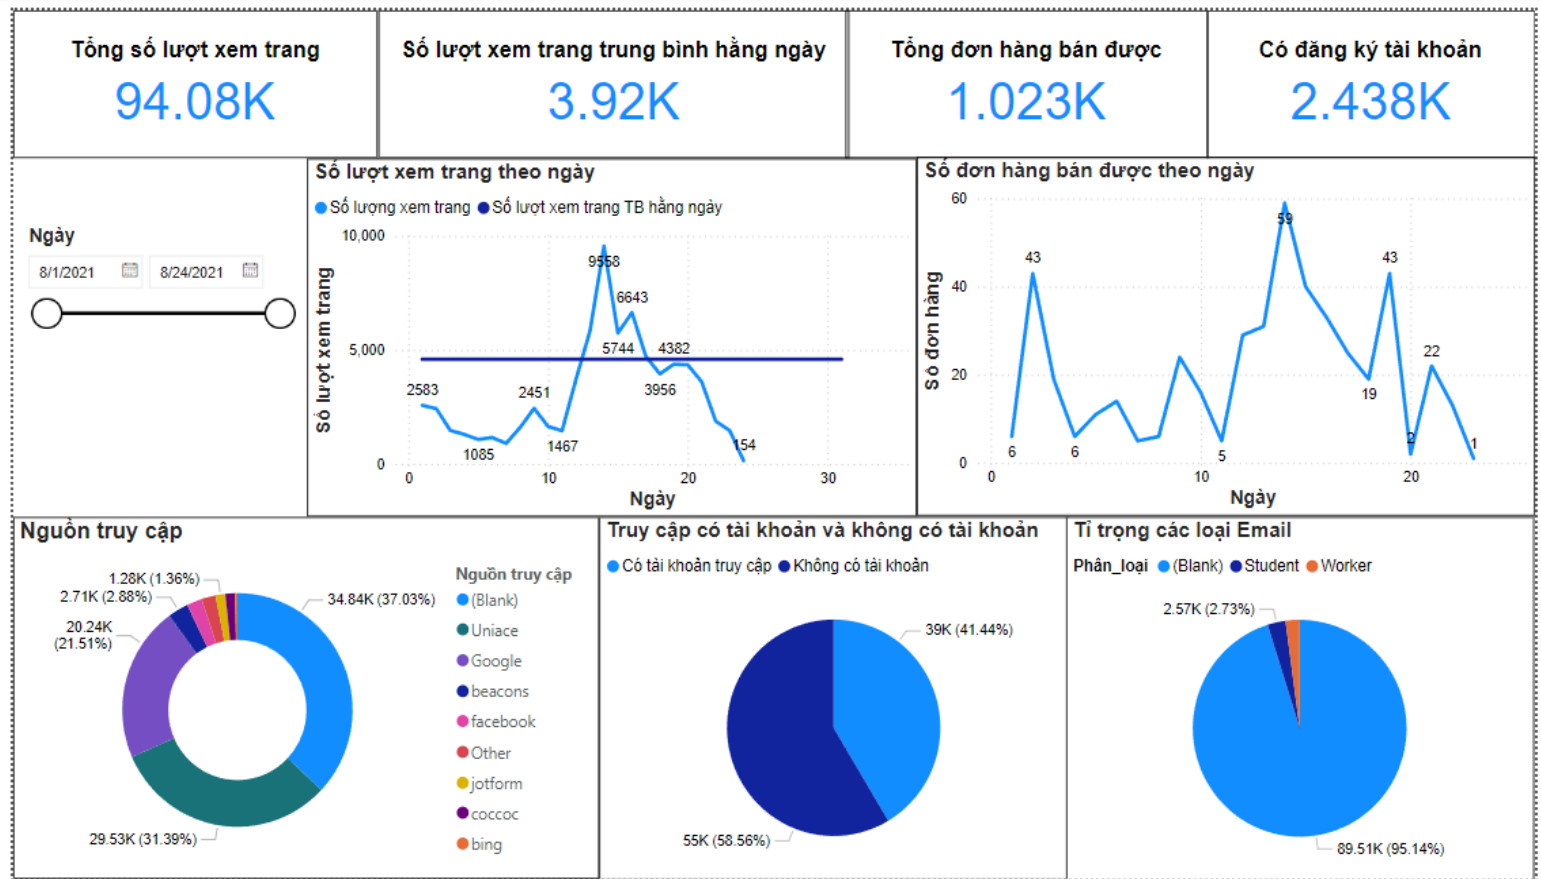 Tổng số lượt xem trang
94.08K
Số lượt xem trang trung bình hằng ngày
3.92K
Tổng đơn hàng bán được
1.023K
Có đăng ký tài khoản
2.438K
Ngày
8/1/2021
8/24/2021
Số lượt xem trang theo ngày
Số lượng xem trang
Số lượt xem trang TB hằng ngày
Số lượt xem trang
10,000
5,000
0
2583
1085
2451
1467
9558
6643
5744
4382
3956
154
0
10
20
30
Ngày
Số đơn hàng bán được theo ngày
Số đơn hàng
60
40
20
0
6
43
6
5
59
43
19
2
22
1
0
10
20
Ngày
Nguồn truy cập
1.28K (1.36%)
2.71K (2.88%)
20.24K
(21.51%)
29.53K (31.39%)
34.84K (37.03%)
Nguồn truy cập
(Blank)
Uniace
Google
beacons
facebook
Other
jotform
coccoc
bing
Truy cập có tài khoản và không có tài khoản
Có tài khoản truy cập
Không có tài khoản
39K (41.44%)
55K (58.56%)
Tỉ trọng các loại Email
Phân_loại
(Blank)
Student
Worker
2.57K (2.73%)
89.51K (95.14%)